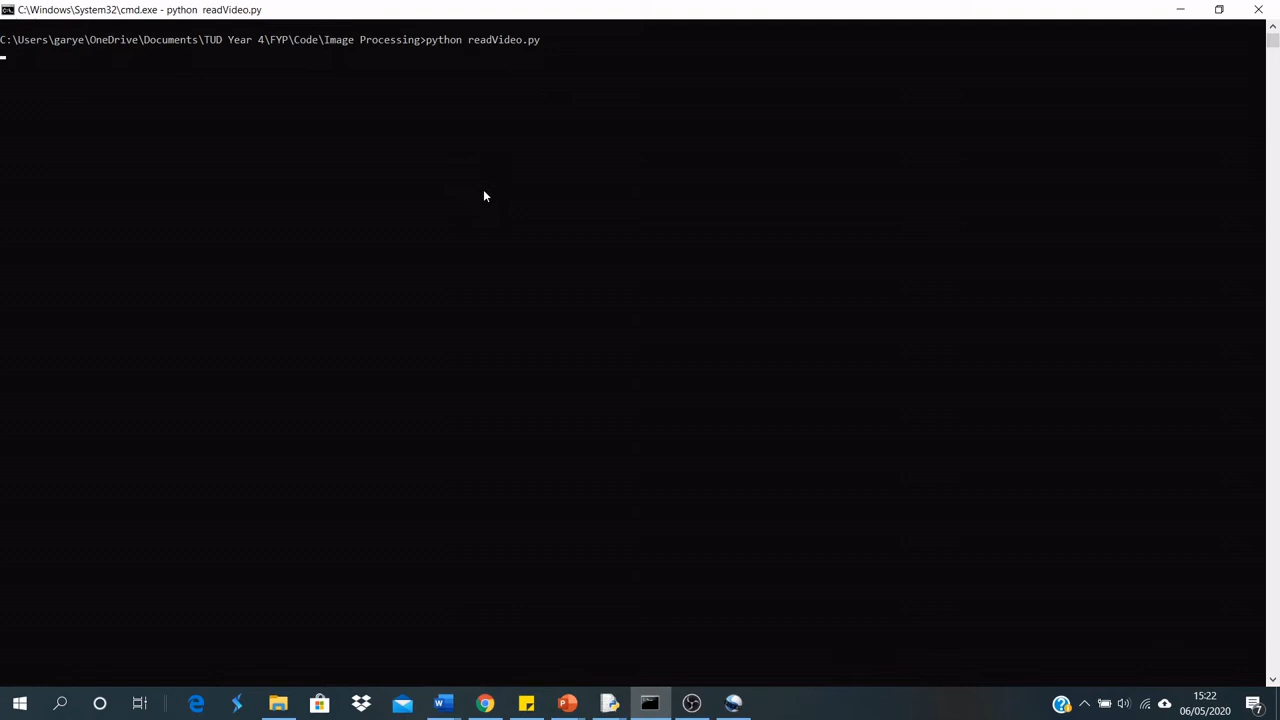 C:\Windows\System32\cmd.exe - python  readVideo.py
C:\Users\garye\OneDrive\Documents\TUD Year 4\FYP\Code\Image Processing>python readVideo.py
15:22
06/05/2020
7